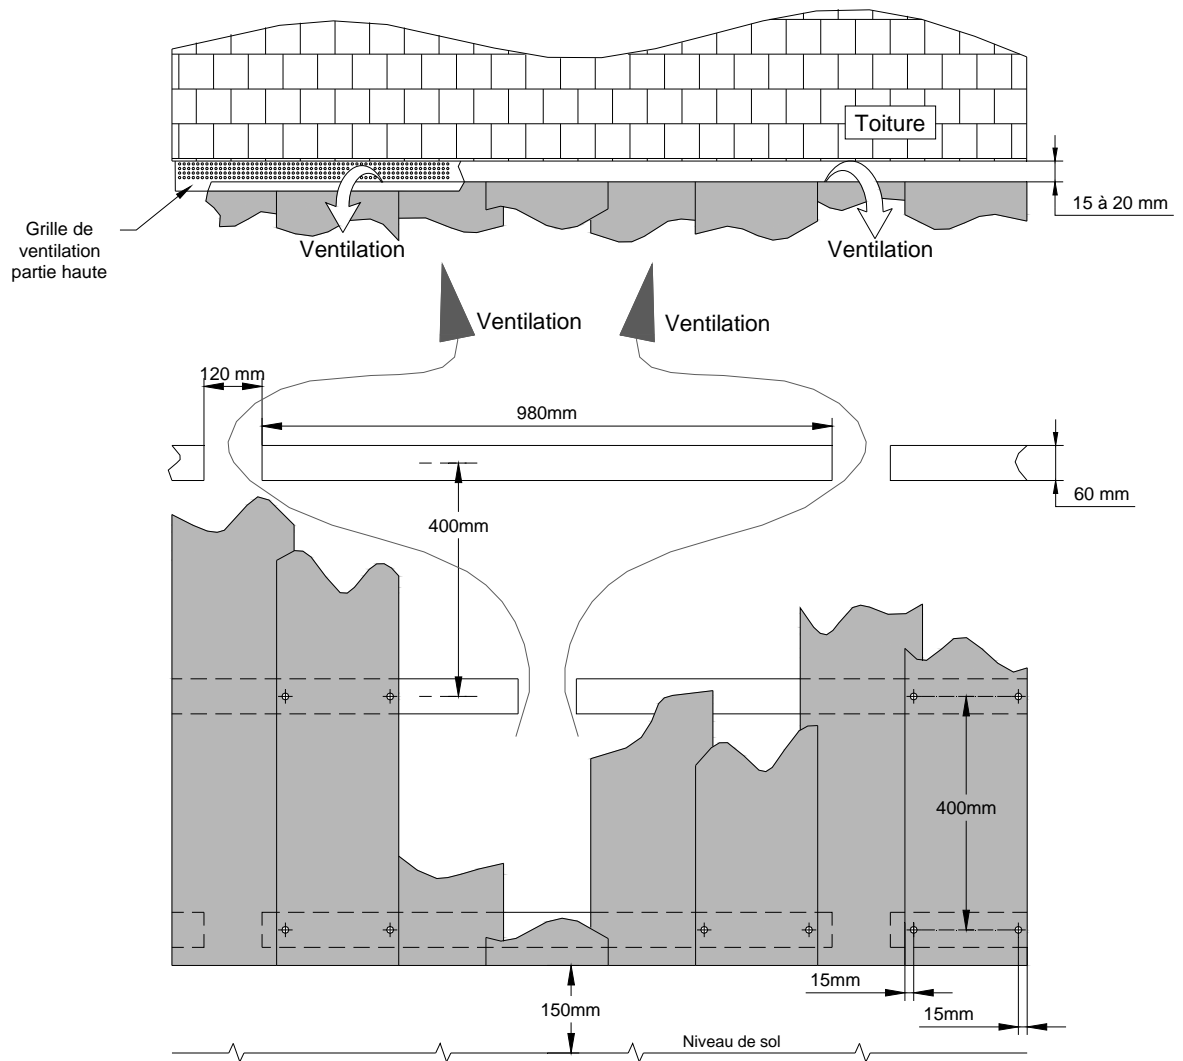 Toiture
15 à 20 mm
Grille de
ventilation
partie haute
Ventilation
Ventilation
Ventilation
Ventilation
120 mm
980mm
60 mm
400mm
400mm
15mm
150mm
15mm
Niveau de sol